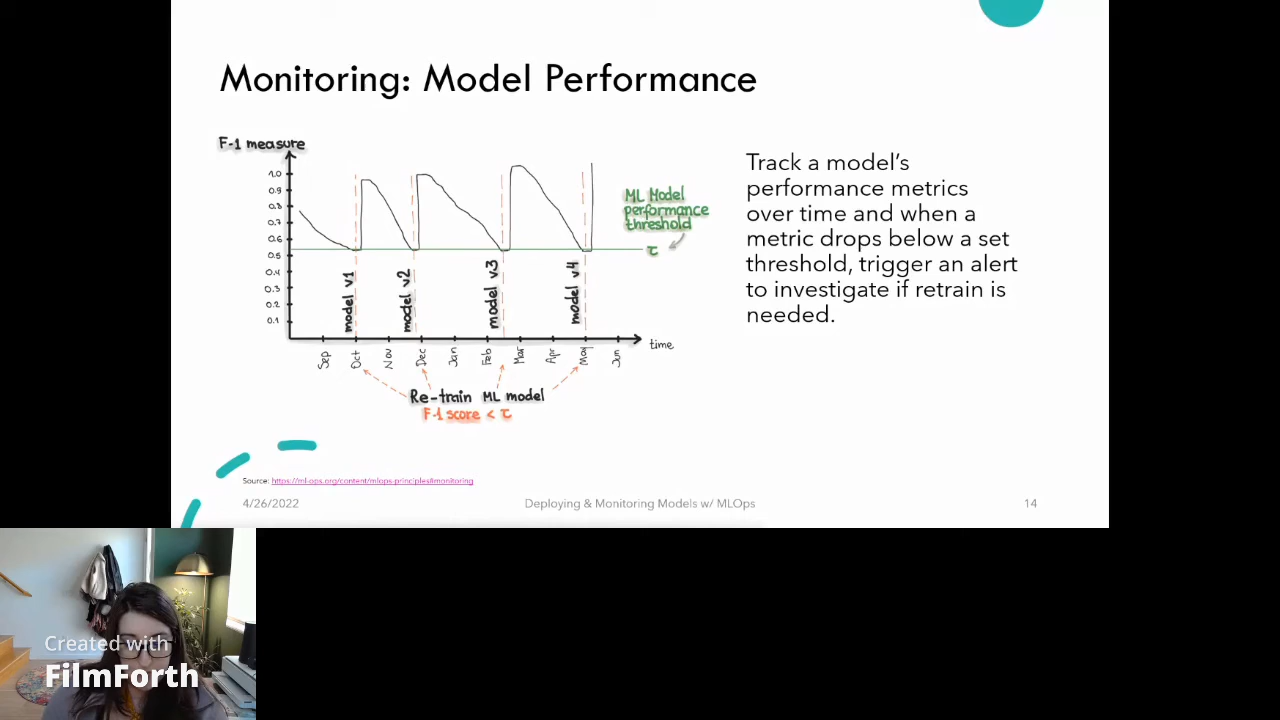 Monitoring: Model Performance
F-1 measure
1.0
0.9
0.8
0.7
0.6
0.5
0.4
0.3
0.2
0.1
model v1
model v2
model v.3
model v4
ML Model
performance
threshold
τ
Sep
Oct
Nov
Dec
Jan
Feb
Mar
Apr
May
Jun
time
Re-train ML model
F-1 score < τ
Track a model’s
performance metrics
over time and when a
metric drops below a set
threshold, trigger an alert
to investigate if retrain is
needed.
Source: https://ml-ops.org/content/mlops-principles#monitoring
4/26/2022
Deploying & Monitoring Models w/ MLOps
14
Created with
FilmForth